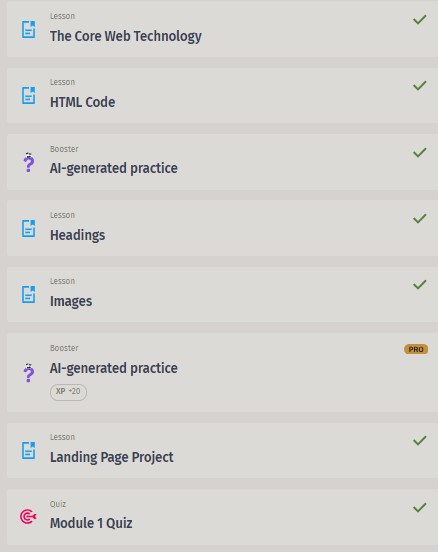 Lesson
The Core Web Technology
Lesson
HTML Code
Booster
AI-generated practice
Lesson
Headings
Lesson
Images
Booster
PRO
AI-generated practice
XP +20
Lesson
Landing Page Project
Quiz
Module 1 Quiz